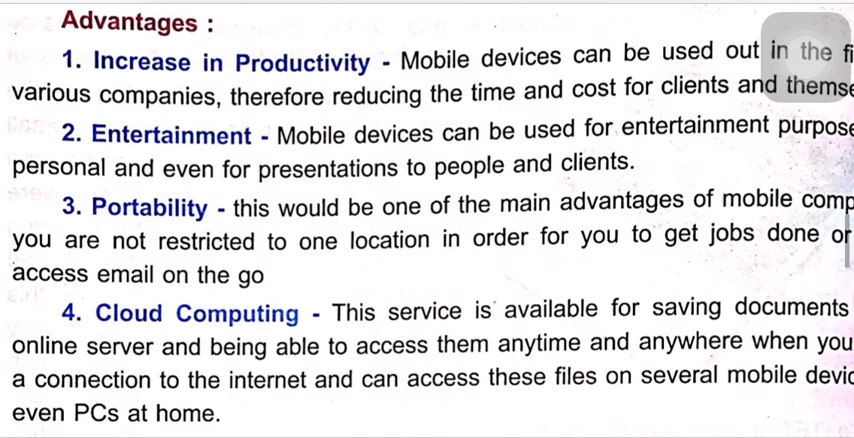 Advantages :
1. Increase in Productivity - Mobile devices can be used out in the
various companies, therefore reducing the time and cost for clients and
2. Entertainment - Mobile devices can be used for entertainment
personal and even for presentations to people and clients.
3. Portability - this would be one of the main advantages of mobile
you are not restricted to one location in order for you to get jobs done or
access email on the go
4. Cloud Computing - This service is available for saving documents
online server and being able to access them anytime and anywhere when you
a connection to the internet and can access these files on several mobile
even PCs at home.